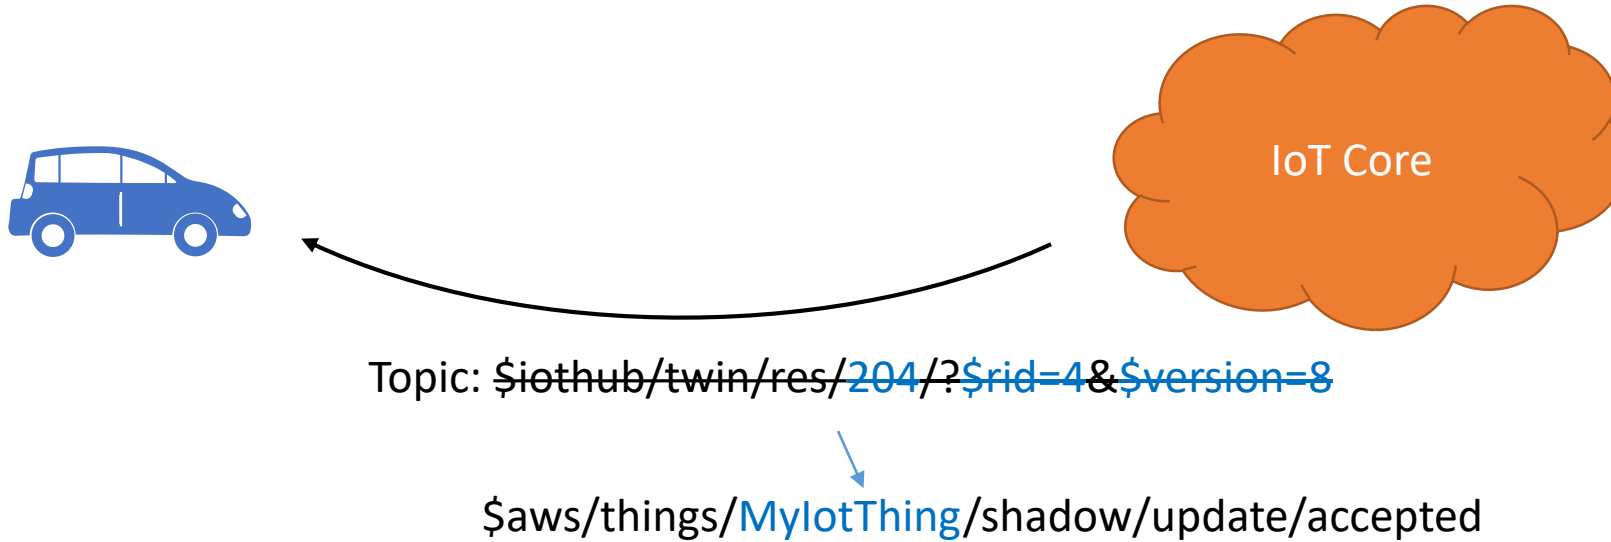 IoT Core
Topic: $iothub/twin/res/204/?$rid=4&$version=8
$aws/things/MyIotThing/shadow/update/accepted